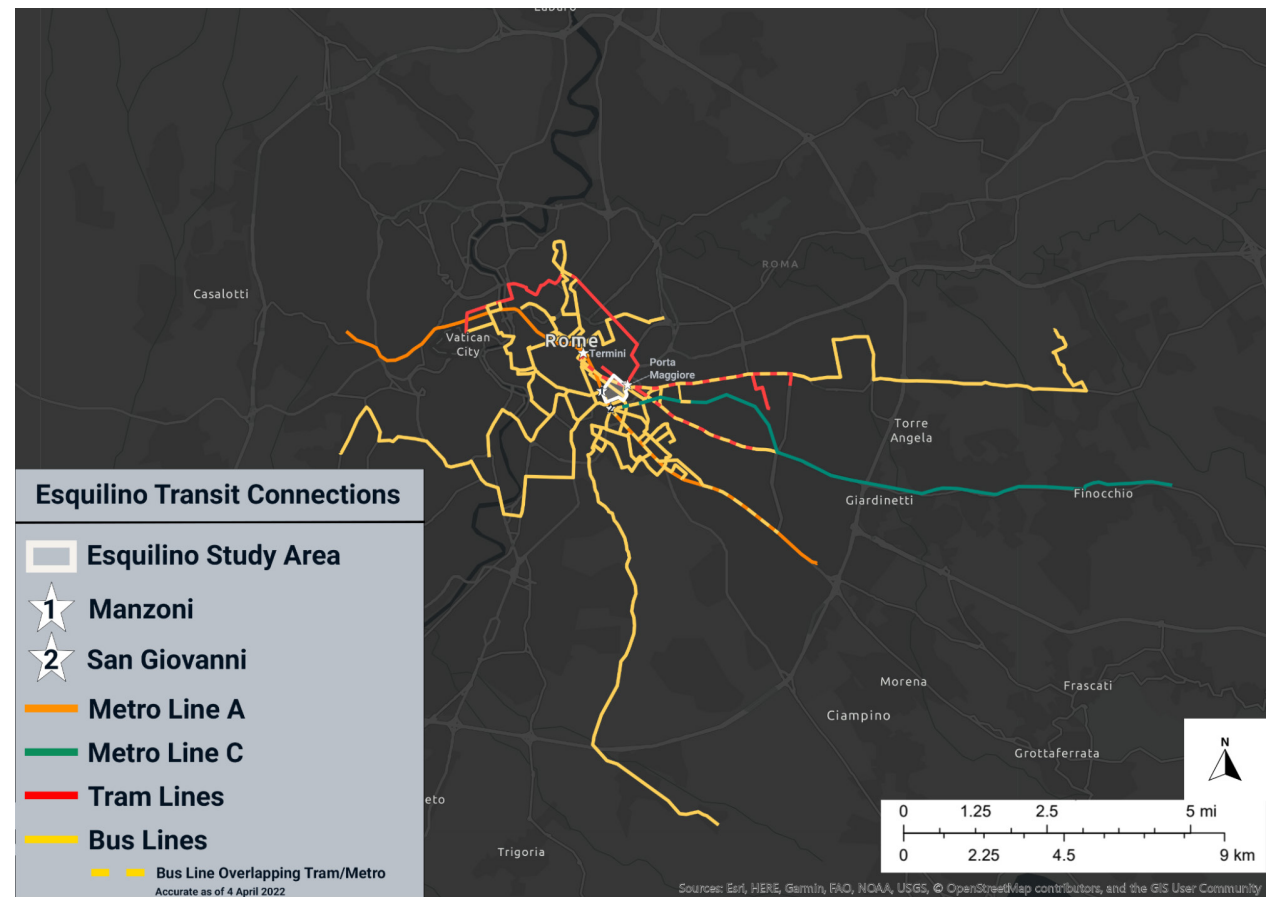 Labaro
ROMA
Casalotti
Vatican
City
Rome
Termini
Porta
Maggiore
Torre
Angela
Giardinetti
Finocchio
Esquilino Transit Connections
Esquilino Study Area
1 Manzoni
2 San Giovanni
Metro Line A
Metro Line C
Tram Lines
Bus Lines
Bus Line Overlapping Tram/Metro
Accurate as of 4 April 2022
Morena
Frascati
Ciampino
Grottaferrata
eto
Trigoria
N
0 1.25 2.5 5 mi
0 2.25 4.5 9 km
Sources: Esri, HERE, Garmin, FAO, NOAA, USGS, © OpenStreetMap contributors, and the GIS User Community